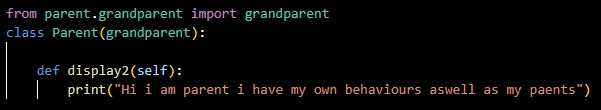 from parent.grandparent import grandparent
class Parent(grandparent):
def display2(self):
print("Hi i am parent i have my own behaviours aswell as my paents")